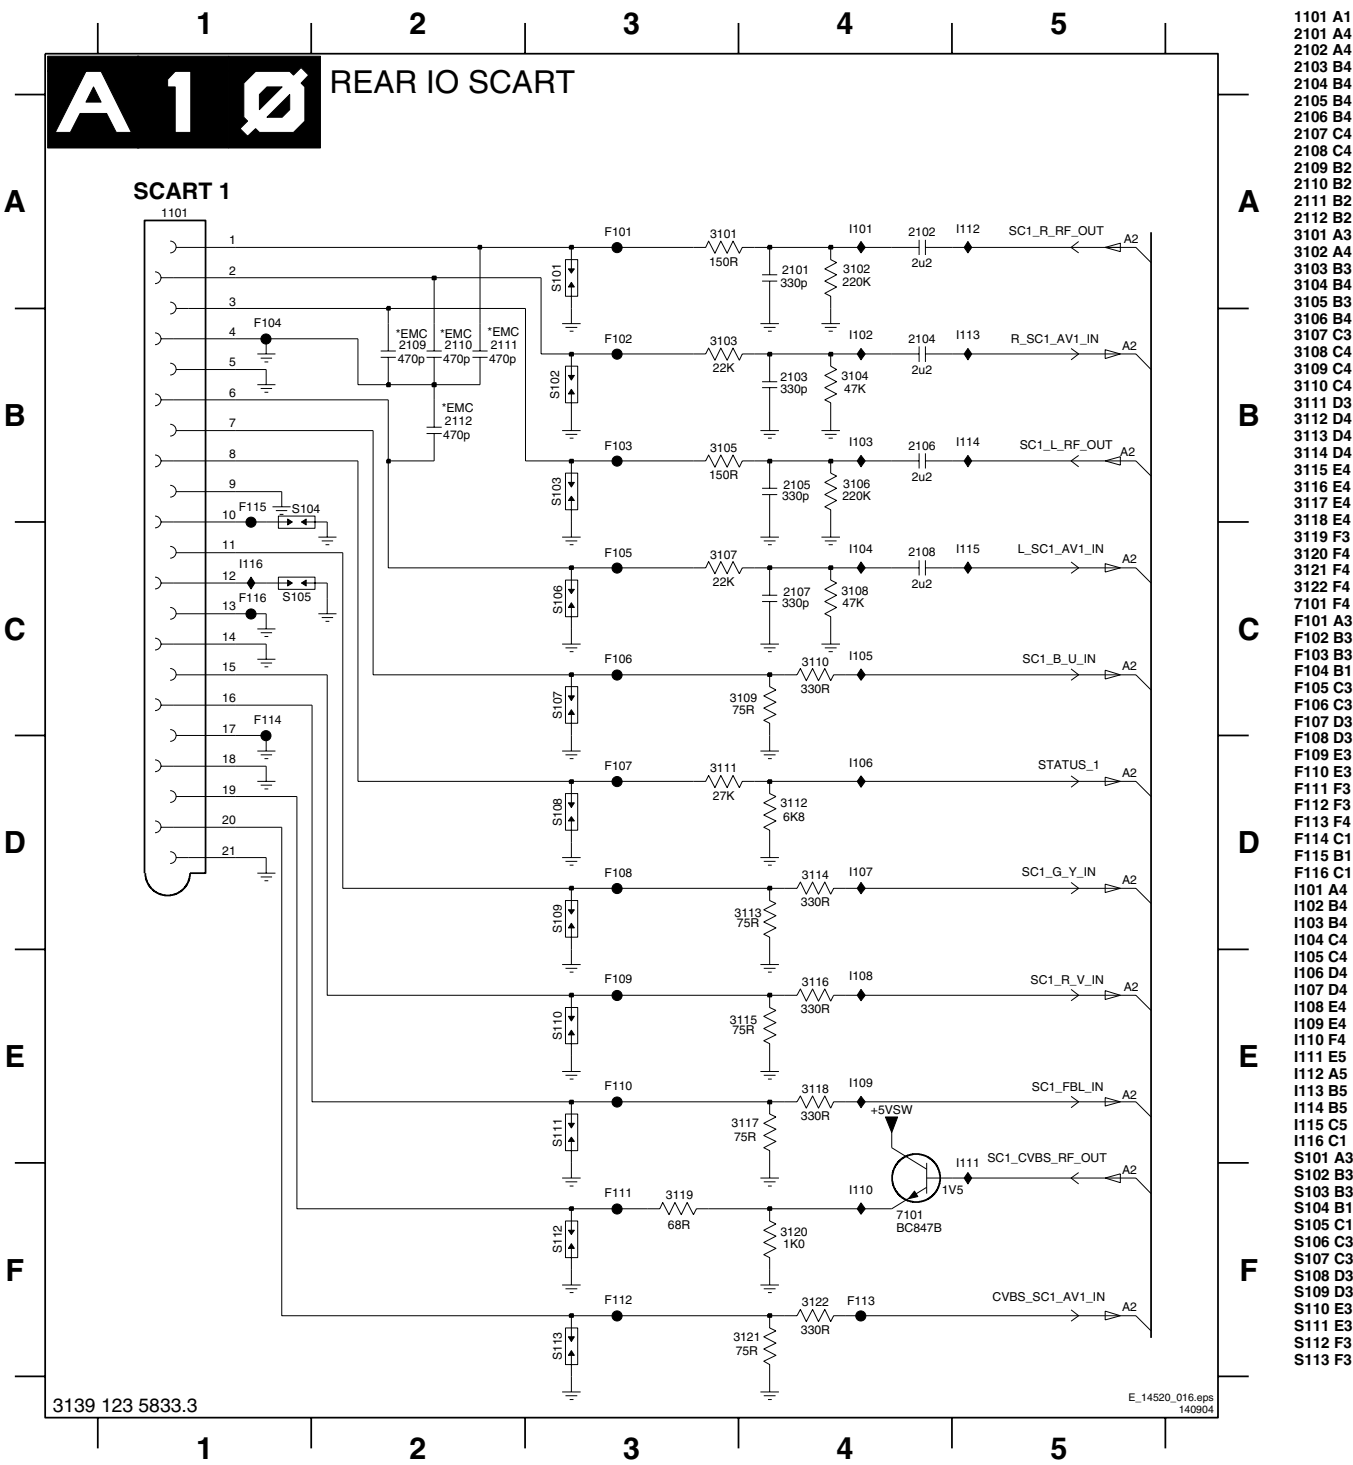 1 2 3 4 5
A 1 0 REAR IO SCART
A A
SCART 1
1101
1 F101 3101 I101 2102 I112 SC1_R_RF_OUT A2
150R 2u2
S101 2101 330p 3102 220K
2
3
4 F104 *EMC 2109 470p *EMC 2110 470p *EMC 2111 470p
F102 3103 I102 2104 I113 R_SC1_AV1_IN A2
22K 2u2
S102 2103 330p 3104 47K
5
6
*EMC 2112 470p
B B
7
8 F103 3105 I103 2106 I114 SC1_L_RF_OUT A2
150R 2u2
S103 2105 330p 3106 220K
9
10 F115 S104
11 F105 3107 I104 2108 I115 L_SC1_AV1_IN A2
22K 2u2
12 I116 S105
S106 2107 330p 3108 47K
13 F116
C C
14
15 F106 3110 I105 SC1_B_U_IN A2
330R
16 S107 3109 75R
17 F114
18 F107 3111 I106 STATUS_1 A2
27K
19 S108 3112 6K8
20
D D
21
F108 3114 I107 SC1_G_Y_IN A2
330R
S109 3113 75R
F109 3116 I108 SC1_R_V_IN A2
330R
S110 3115 75R
E E
F110 3118 I109 SC1_FBL_IN A2
330R +5VSW
S111 3117 75R
I111 SC1_CVBS_RF_OUT A2
1V5
F111 3119 I110 7101 BC847B
68R
S112 3120 1K0
F F
F112 3122 F113 CVBS_SC1_AV1_IN A2
330R
S113 3121 75R
3139 123 5833.3
E_14520_016.eps
140904
1 2 3 4 5
1101 A1
2101 A4
2102 A4
2103 B4
2104 B4
2105 B4
2106 B4
2107 C4
2108 C4
2109 B2
2110 B2
2111 B2
2112 B2
3101 A3
3102 A4
3103 B3
3104 B4
3105 B3
3106 B4
3107 C3
3108 C4
3109 C4
3110 C4
3111 D3
3112 D4
3113 D4
3114 D4
3115 E4
3116 E4
3117 E4
3118 E4
3119 F3
3120 F4
3121 F4
3122 F4
7101 F4
F101 A3
F102 B3
F103 B3
F104 B1
F105 C3
F106 C3
F107 D3
F108 D3
F109 E3
F110 E3
F111 F3
F112 F3
F113 F4
F114 C1
F115 B1
F116 C1
I101 A4
I102 B4
I103 B4
I104 C4
I105 C4
I106 D4
I107 D4
I108 E4
I109 E4
I110 F4
I111 E5
I112 A5
I113 B5
I114 B5
I115 C5
I116 C1
S101 A3
S102 B3
S103 B3
S104 B1
S105 C1
S106 C3
S107 C3
S108 D3
S109 D3
S110 E3
S111 E3
S112 F3
S113 F3